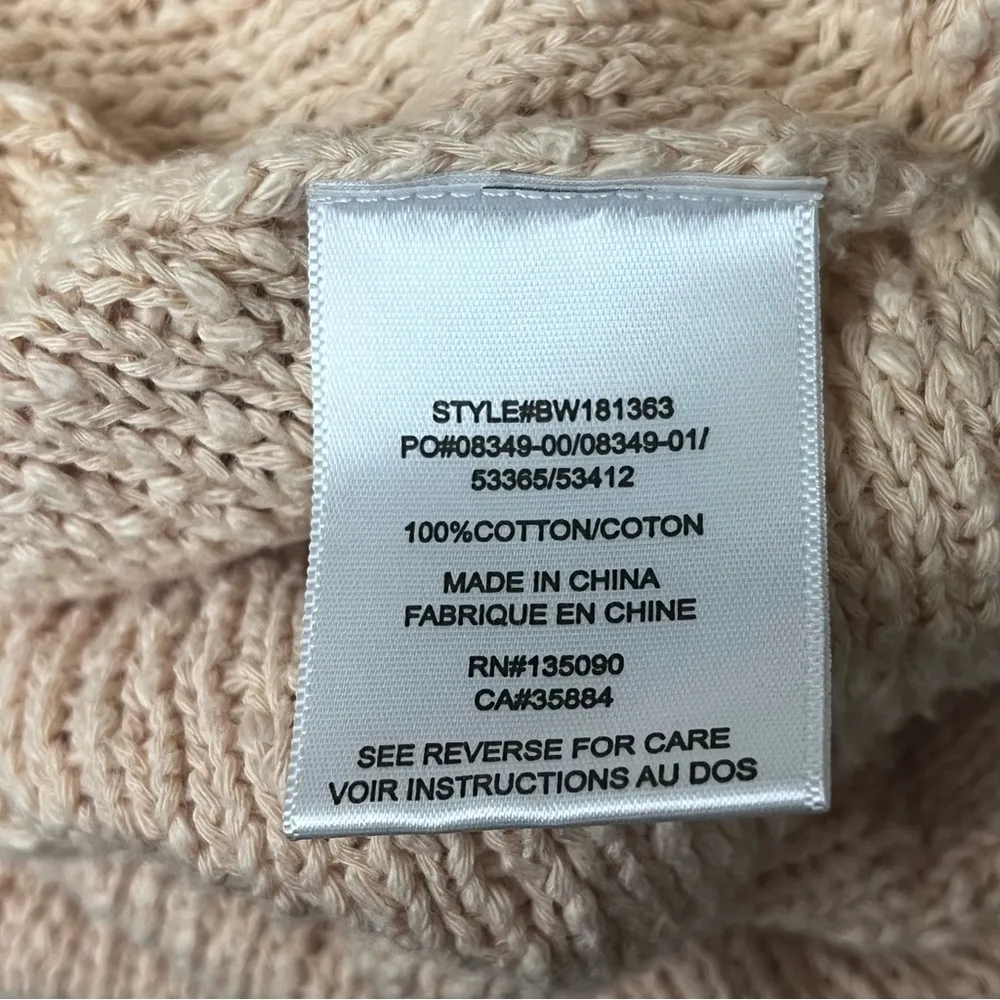 STYLE#BW181363
PO#08349-00/08349-01/
53365/53412
100%COTTON/COTON
MADE IN CHINA
FABRIQUE EN CHINE
RN#135090
CA#35884
SEE REVERSE FOR CARE
VOIR INSTRUCTIONS AU DOS